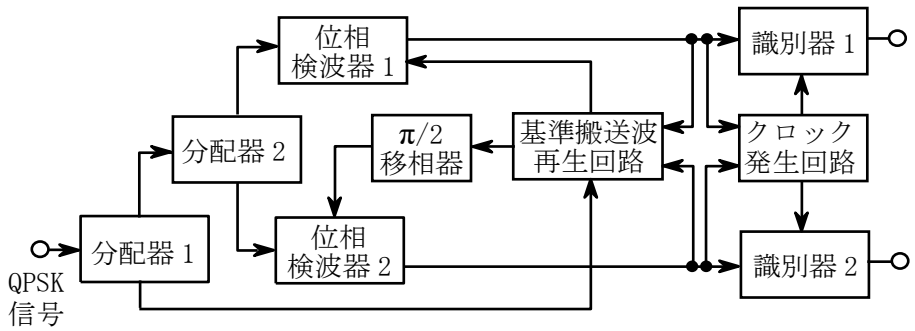 位相
検波器 1
識別器 1
分配器 2
π/2
移相器
基準搬送波
再生回路
クロック
発生回路
分配器 1
位相
検波器 2
識別器 2
QPSK
信号